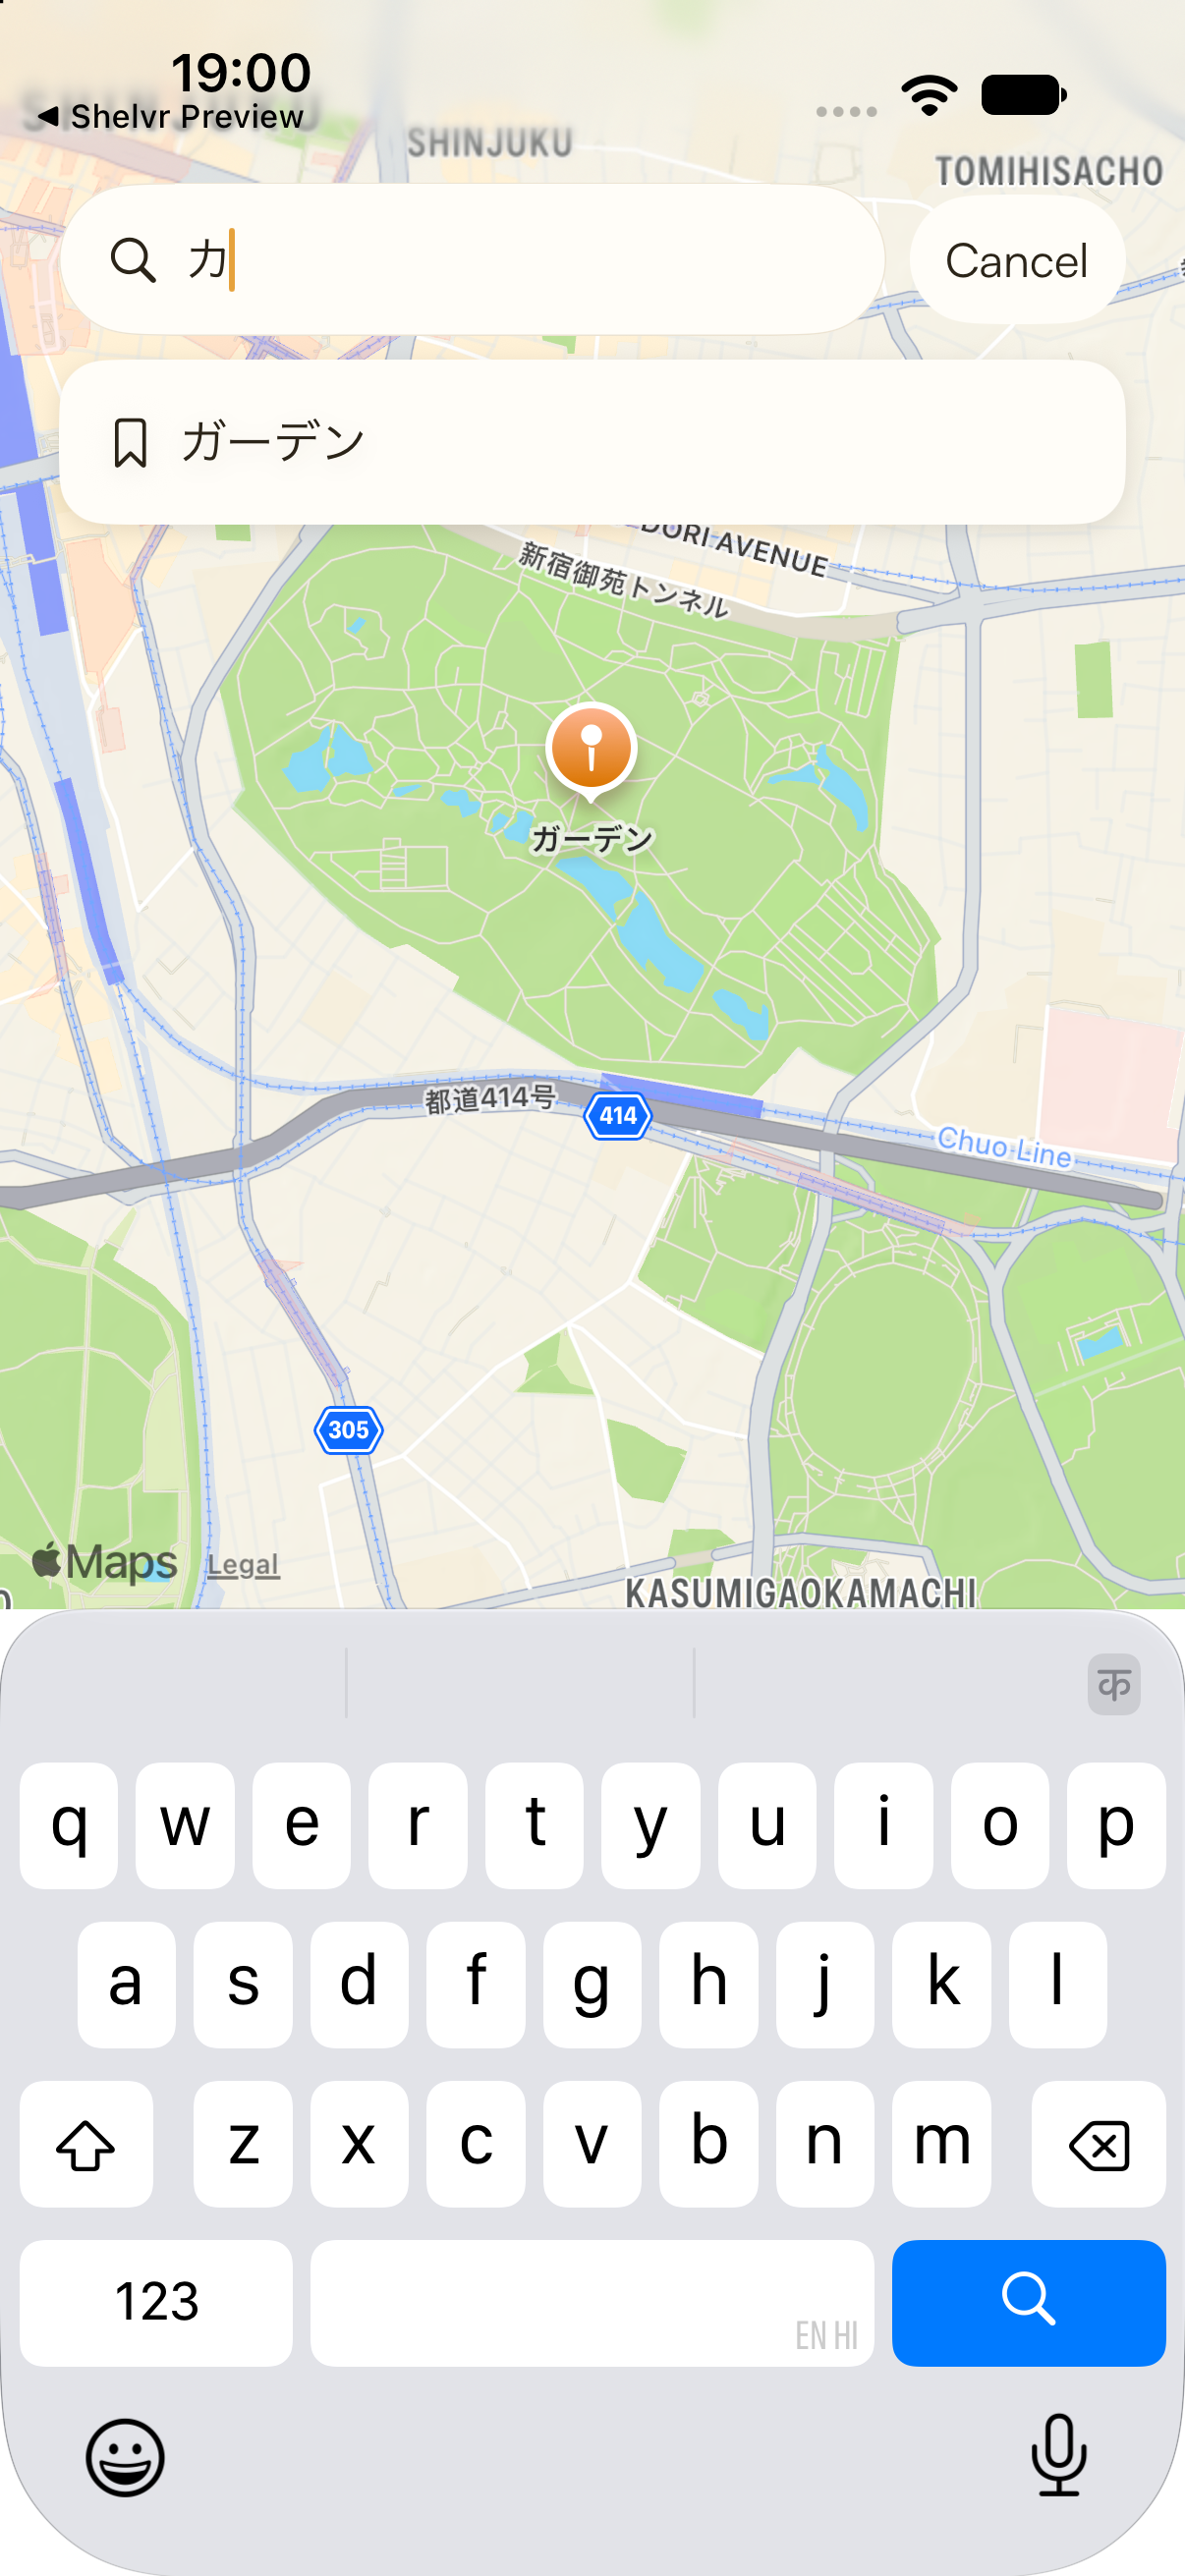 19:00
Shelvr Preview
SHINJUKU
SHINJUKU
TOMIHISACHO
カ
Cancel
ガーデン
DORI AVENUE
新宿御苑トンネル
ガーデン
都道414号
414
Chuo Line
305
Maps
Legal
KASUMIGAOKAMACHI
क
q w e r t y u i o p
a s d f g h j k l
z x c v b n m
123
EN HI